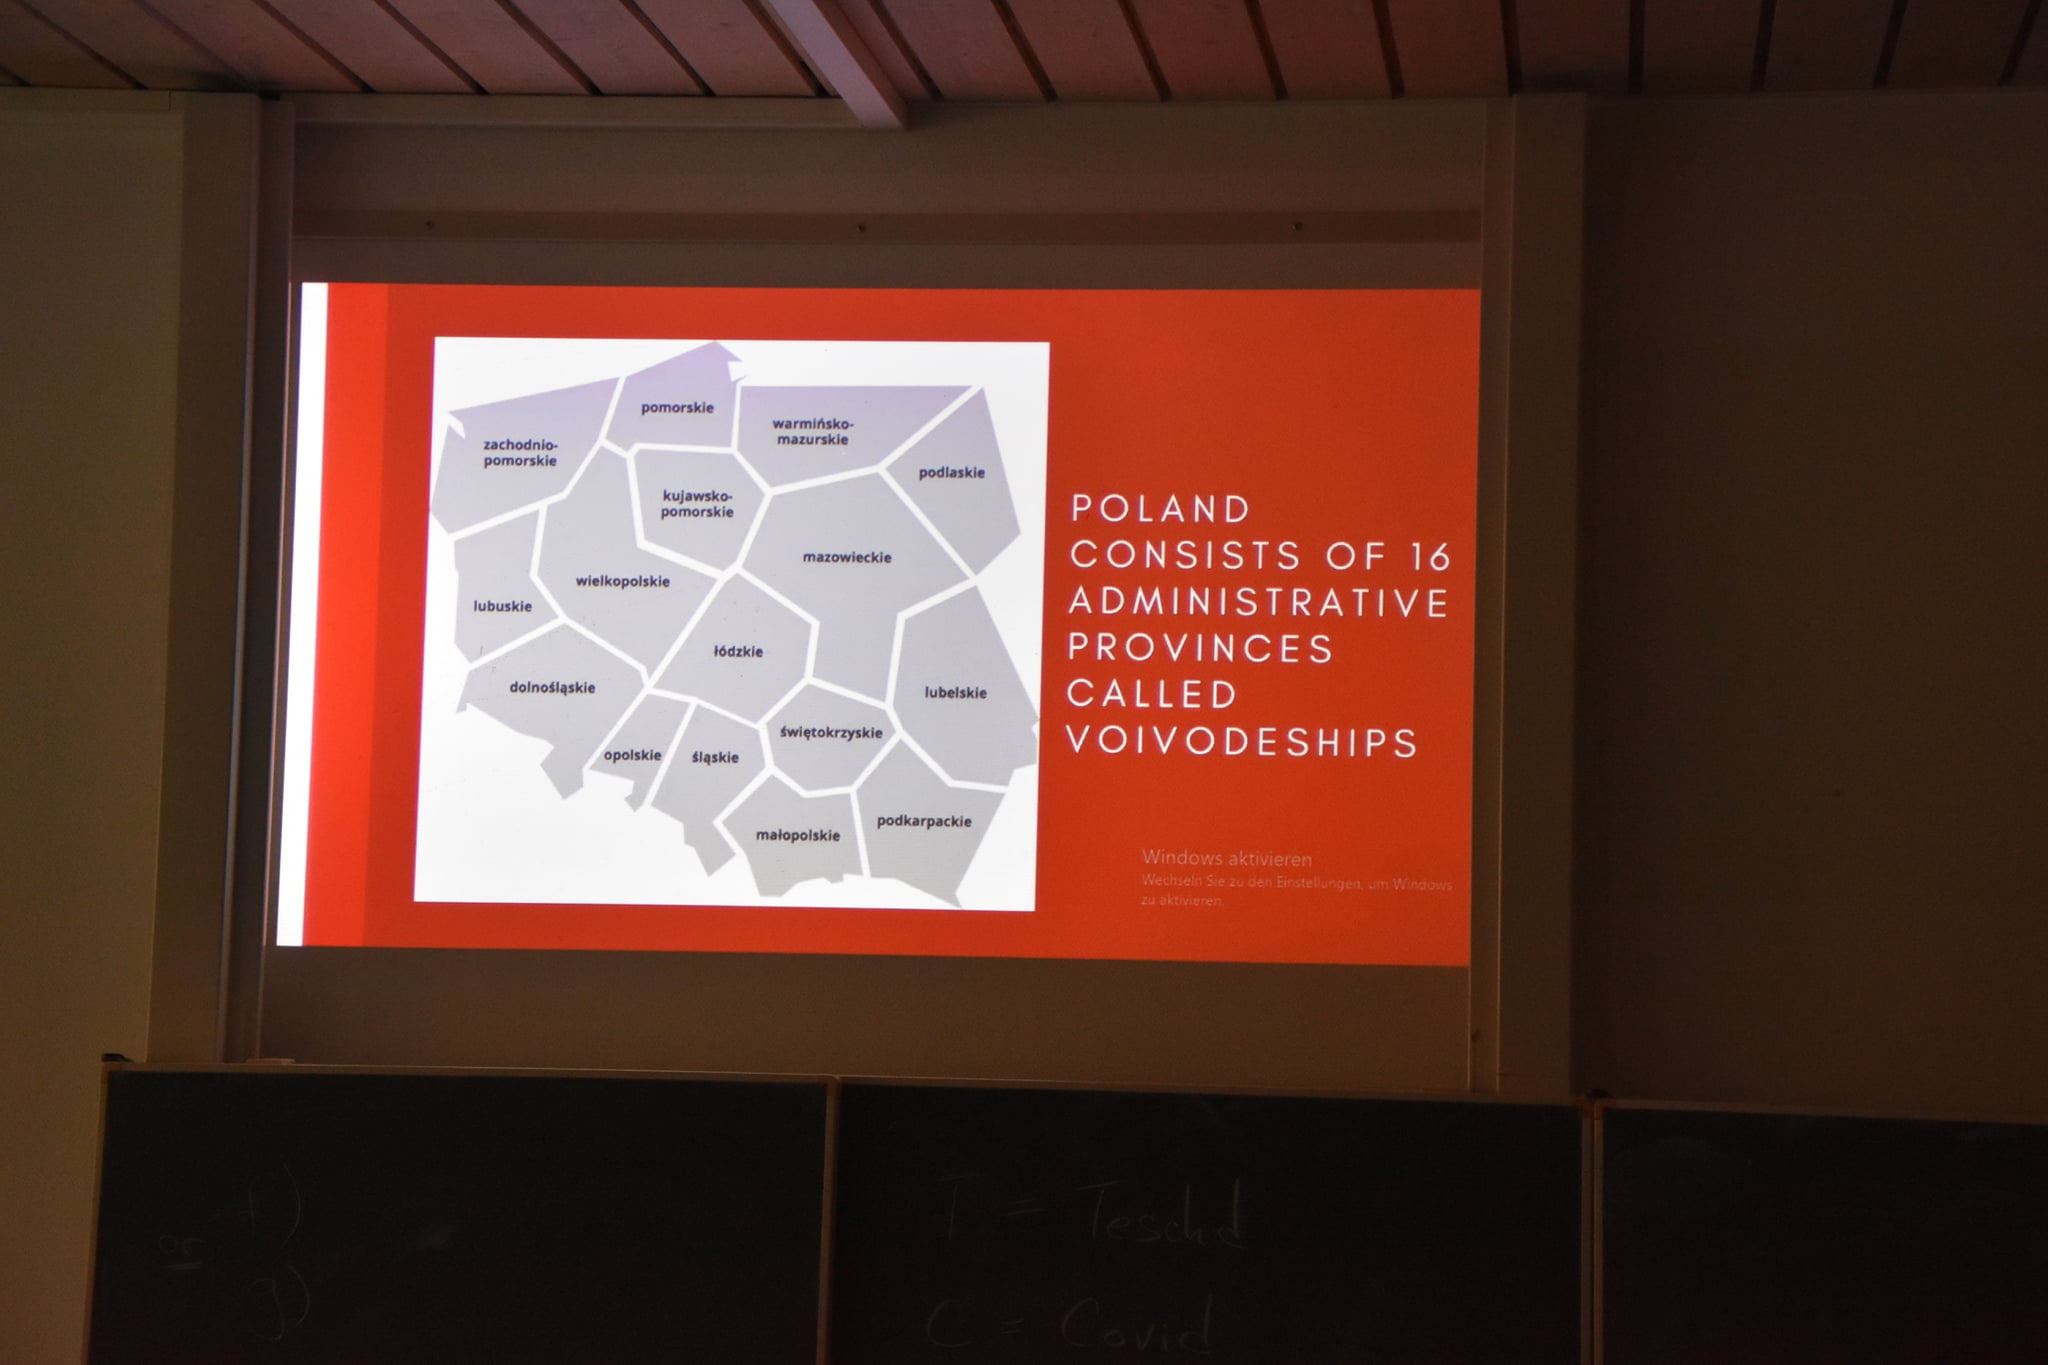 pomorskie
warmińsko-
mazurskie
zachodnio-
pomorskie
podlaskie
kujawsko-
pomorskie
mazowieckie
wielkopolskie
lubuskie
łódzkie
dolnośląskie
lubelskie
świętokrzyskie
opolskie
śląskie
małopolskie
podkarpackie
POLAND
CONSISTS OF 16
ADMINISTRATIVE
PROVINCES
CALLED
VOIVODESHIPS
Windows aktivieren
Wechseln Sie zu den Einstellungen, um Windows
zu aktivieren.
or f)
g)
T =
C = Covid